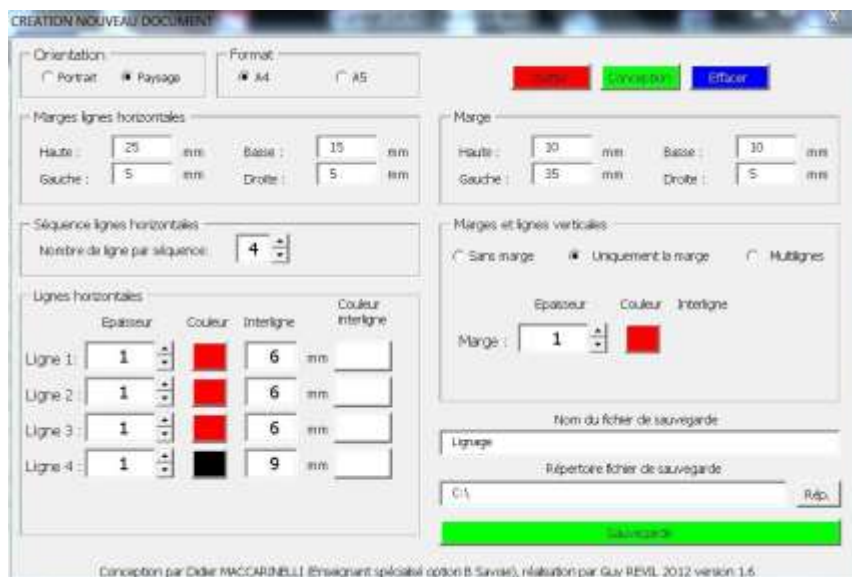 CREATION NOUVEAU DOCUMENT
X
Orientation
Portrait
Paysage
Format
A4
A5
Conception
Effacer
Marges lignes horizontales
Haute : 25 mm Basse : 15 mm
Gauche : 5 mm Droite : 5 mm
Marge
Haute : 10 mm Basse : 10 mm
Gauche : 35 mm Droite : 5 mm
Séquence lignes horizontales
Nombre de ligne par séquence: 4
Marges et lignes verticales
Sans marge
Uniquement la marge
Multilignes
Epaisseur Couleur Interligne
Marge : 1
Lignes horizontales
Epaisseur Couleur Interligne Couleur interligne
Ligne 1: 1 6 mm
Ligne 2 : 1 6 mm
Ligne 3 : 1 6 mm
Ligne 4 : 1 9 mm
Nom du fichier de sauvegarde
Lignage
Répertoire fichier de sauvegarde
C:\
Rép.
Sauvegarde
Conception par Didier MACCARINELLI (Enseignant spécialisé option B Savoie), réalisation par Guy REVIL 2012 version 1.6